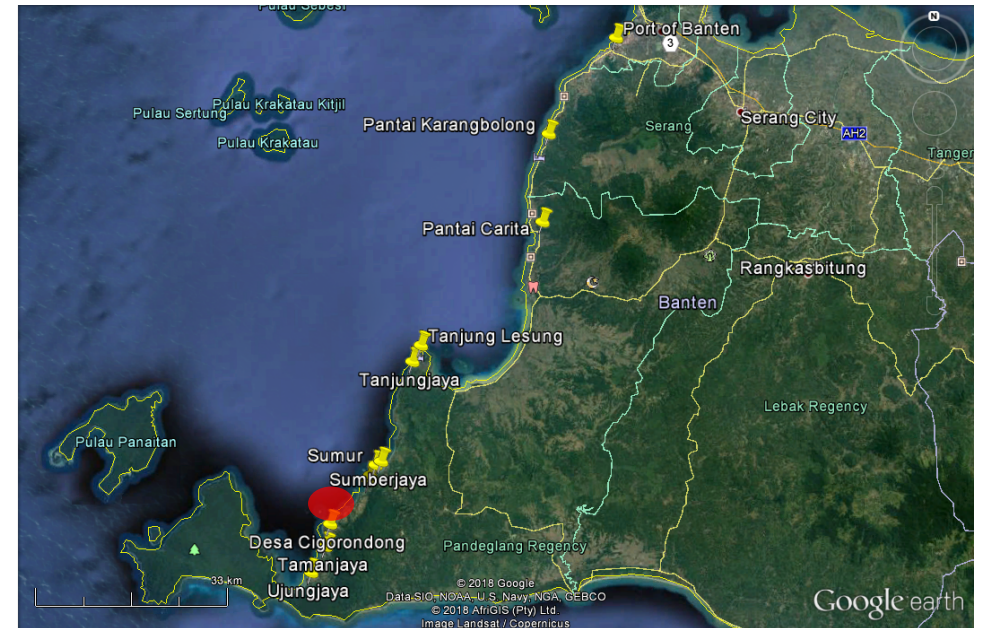 Pulau Sebesi
Port of Banten
N
3
Pulau Krakatau Kitjil
Pulau Sertung
Pantai Karangbolong
Serang City
Serang
AH2
Pulau Krakatau
Tanger
Pantai Carita
Rangkasbitung
Banten
Tanjung Lesung
Tanjungjaya
Lebak Regency
Pulau Panaitan
Sumur
Sumberjaya
Desa Cigorondong
Pandeglang Regency
Tamanjaya
33 km
Ujungjaya
© 2018 Google
Data SIO, NOAA, U.S. Navy, NGA, GEBCO
© 2018 AfriGIS (Pty) Ltd.
Image Landsat / Copernicus
Google earth